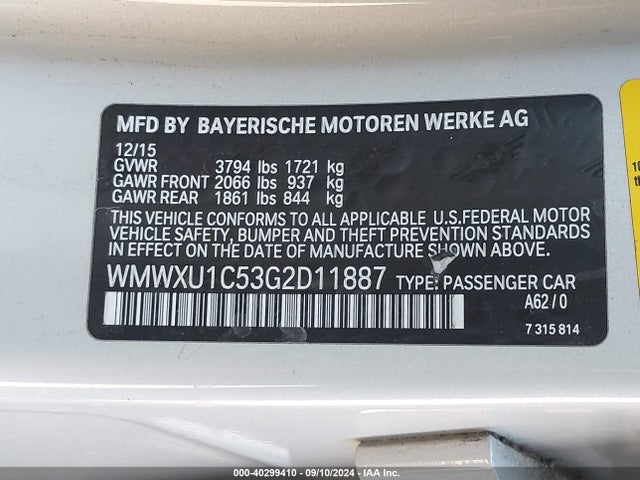 MFD BY BAYERISCHE MOTOREN WERKE AG
12/15
GVWR 3794 lbs 1721 kg
GAWR FRONT 2066 lbs 937 kg
GAWR REAR 1861 lbs 844 kg
THIS VEHICLE CONFORMS TO ALL APPLICABLE U.S.FEDERAL MOTOR
VEHICLE SAFETY, BUMPER AND THEFT PREVENTION STANDARDS
IN EFFECT ON THE DATE OF MANUFACTURE SHOWN ABOVE.
WMWXU1C53G2D11887 TYPE: PASSENGER CAR
A62 / 0
7 315 814
000-40299410 - 09/10/2024 - IAA Inc.